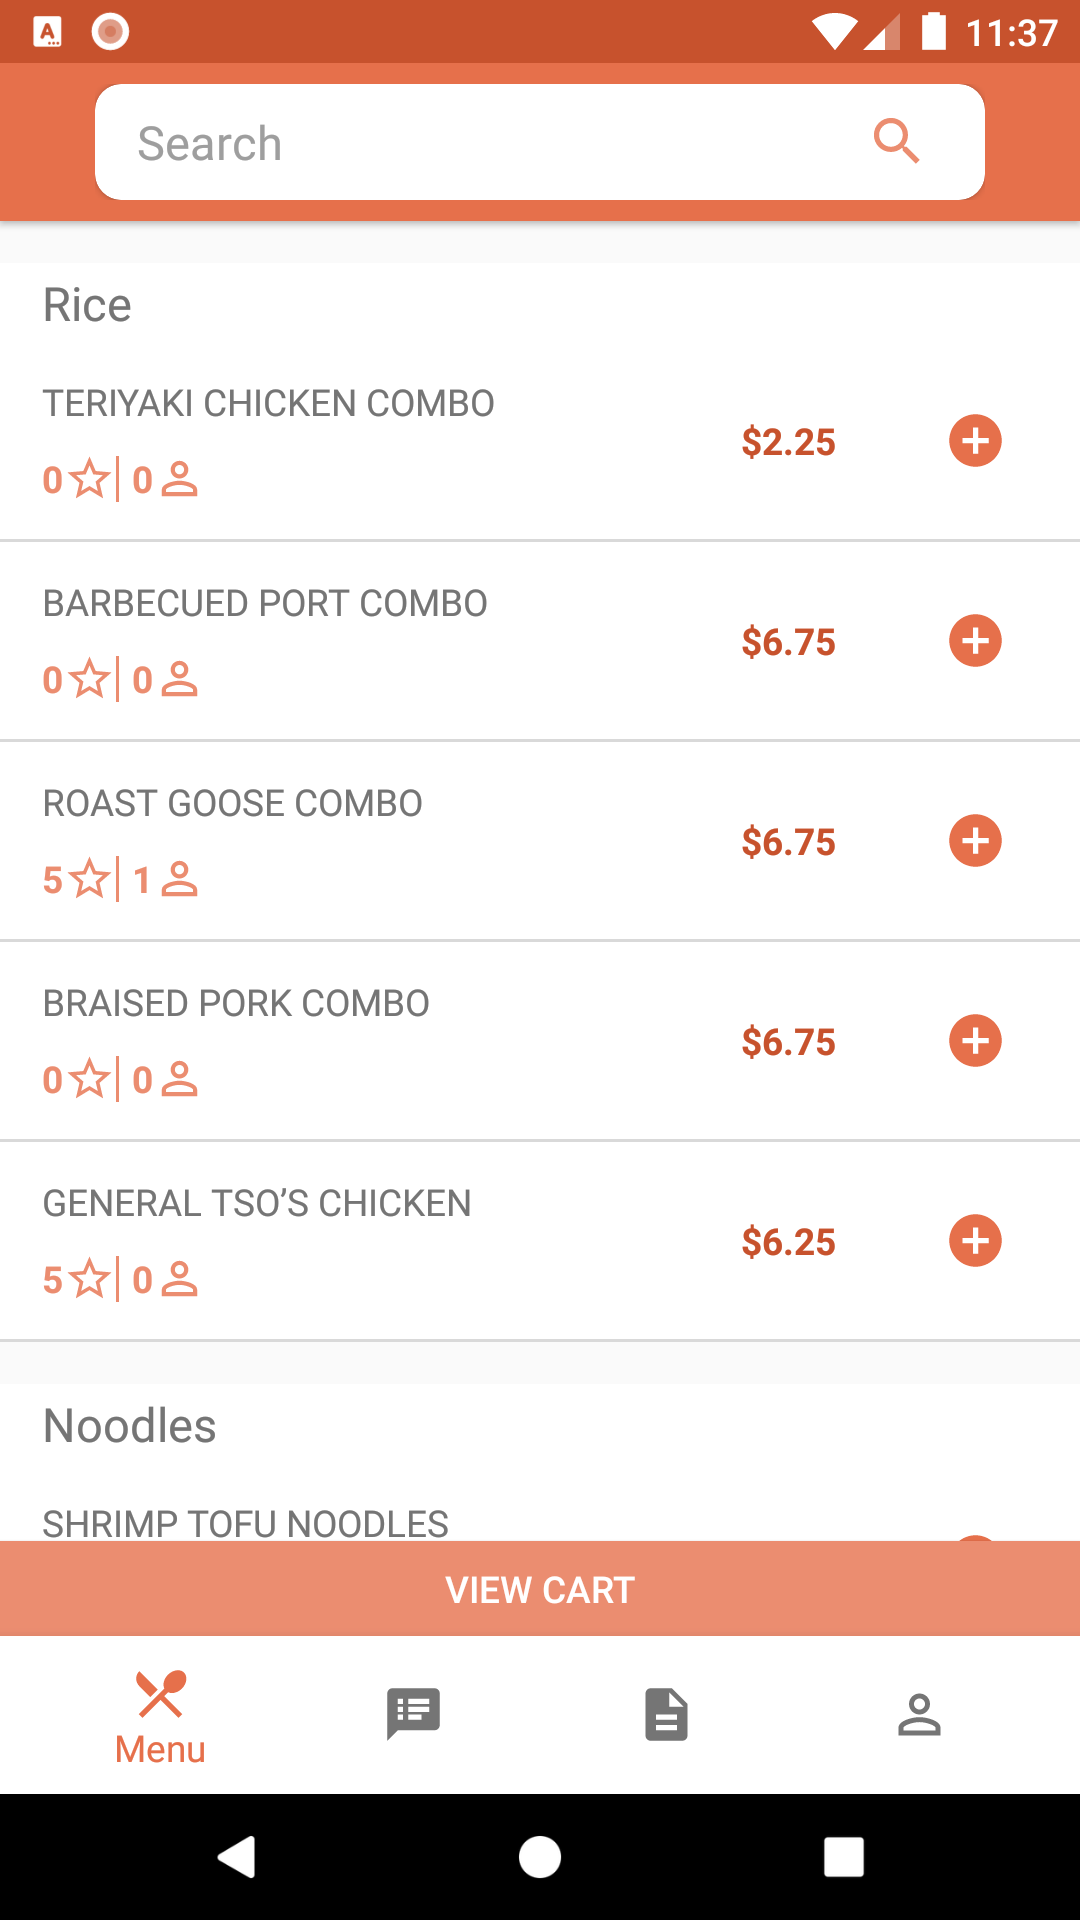 11:37
Search
Rice
TERIYAKI CHICKEN COMBO
$2.25
0 0
BARBECUED PORT COMBO
$6.75
0 0
ROAST GOOSE COMBO
$6.75
5 1
BRAISED PORK COMBO
$6.75
0 0
GENERAL TSO’S CHICKEN
$6.25
5 0
Noodles
SHRIMP TOFU NOODLES
VIEW CART
Menu